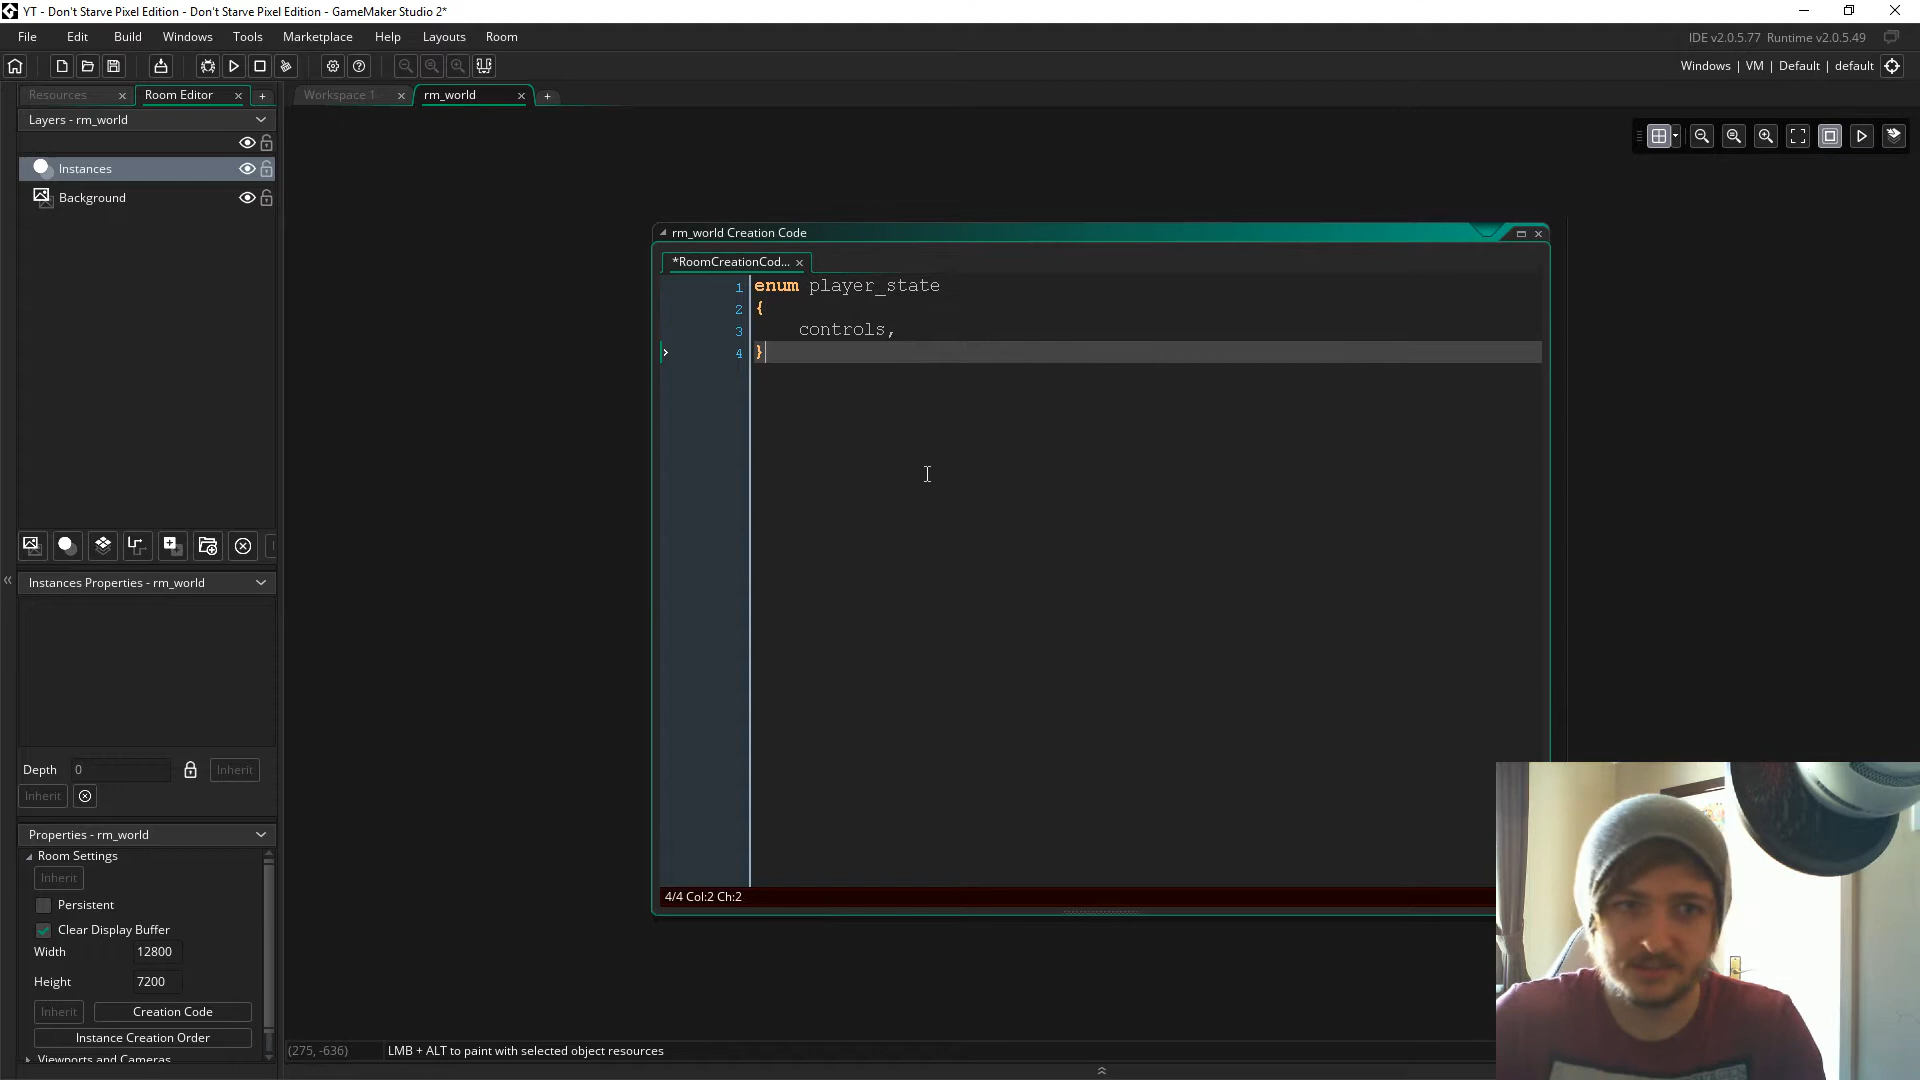 YT - Don't Starve Pixel Edition - Don't Starve Pixel Edition - GameMaker Studio 2*
File Edit Build Windows Tools Marketplace Help Layouts Room
IDE v2.0.5.77 Runtime v2.0.5.49
Windows | VM | Default | default
Resources Room Editor
Workspace 1 rm_world
Layers - rm_world
Instances
Background
rm_world Creation Code
*RoomCreationCod...
1 enum player_state
2 {
3 controls,
4 }
4/4 Col:2 Ch:2
Instances Properties - rm_world
Depth 0 Inherit
Inherit
Properties - rm_world
Room Settings
Inherit
Persistent
Clear Display Buffer
Width 12800
Height 7200
Inherit Creation Code
Instance Creation Order
Viewports and Cameras
(275, -636) LMB + ALT to paint with selected object resources